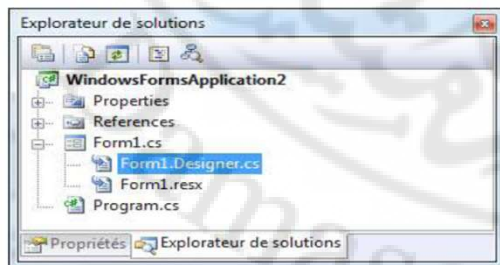 Explorateur de solutions
WindowsFormsApplication2
Properties
References
Form1.cs
Form1.Designer.cs
Form1.resx
Program.cs
Propriétés Explorateur de solutions